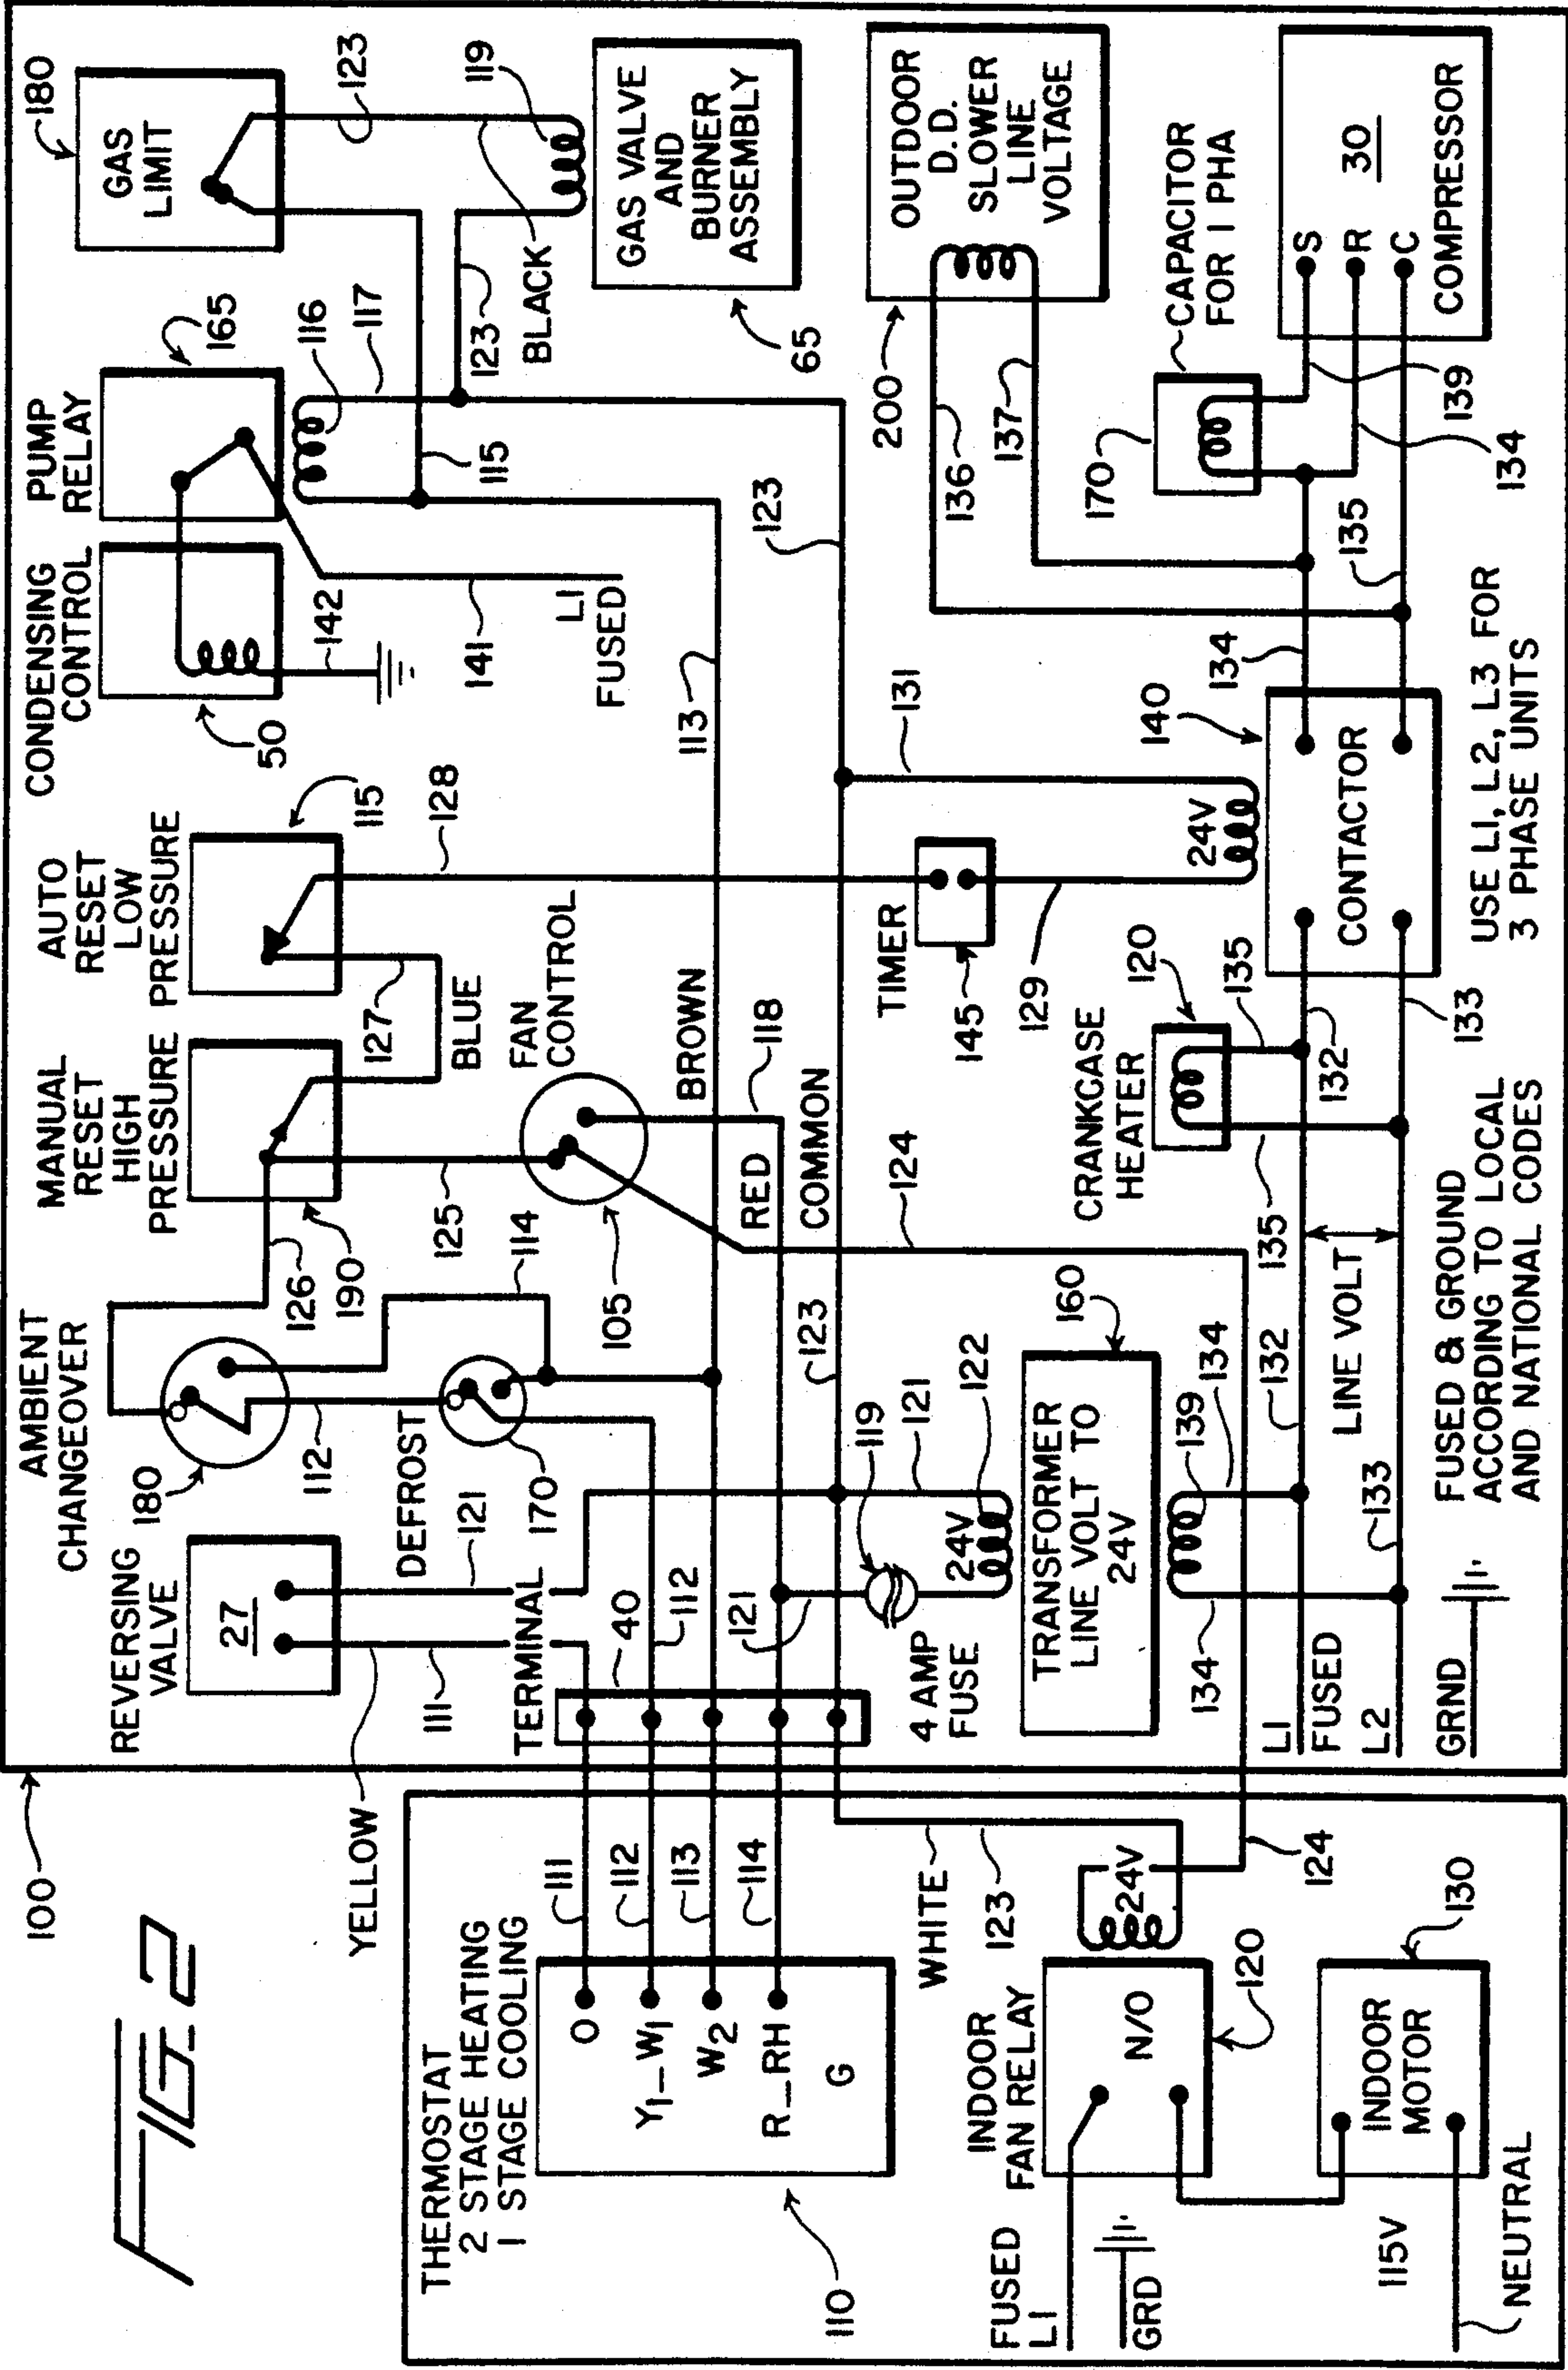 FIG 2
100
THERMOSTAT
2 STAGE HEATING
1 STAGE COOLING
O
Y1_W1
W2
R_RH
G
110
111
112
113
114
YELLOW
WHITE
123
INDOOR
FAN RELAY
N/O
24V
120
124
FUSED
L1
GRD
INDOOR
MOTOR
130
115V
NEUTRAL
REVERSING
VALVE
27
111
121
TERMINAL
40
112
AMBIENT
CHANGEOVER
180
112
DEFROST
170
114
126
MANUAL
RESET
HIGH
PRESSURE
190
125
127
BLUE
AUTO
RESET
LOW
PRESSURE
115
128
FAN
CONTROL
105
BROWN
118
RED
COMMON
124
123
113
CONDENSING
CONTROL
50
142
141
L1
FUSED
PUMP
RELAY
165
116
117
115
123
BLACK
GAS
LIMIT
180
123
119
GAS VALVE
AND
BURNER
ASSEMBLY
65
121
4 AMP
FUSE
119
24V
121
122
TRANSFORMER
LINE VOLT TO
24V
160
134
139
134
132
L1
FUSED
L2
GRND
LINE VOLT
133
FUSED & GROUND
ACCORDING TO LOCAL
AND NATIONAL CODES
CRANKCASE
HEATER
120
135
135
132
133
TIMER
145
129
131
123
24V
CONTACTOR
140
USE L1, L2, L3 FOR
3 PHASE UNITS
134
135
OUTDOOR
D.D.
SLOWER
LINE
VOLTAGE
200
136
137
CAPACITOR
FOR 1 PHA
170
S
R
C
30
COMPRESSOR
139
134